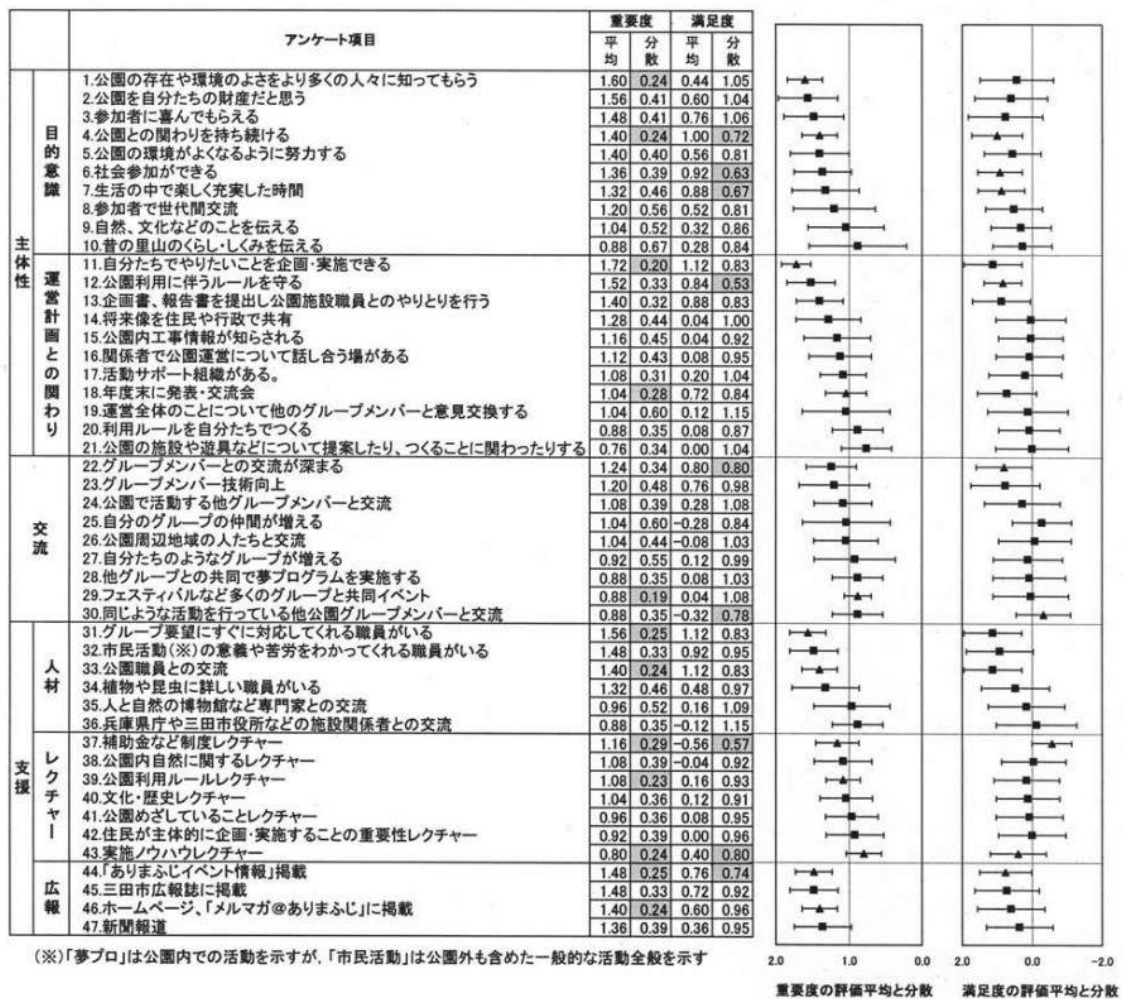 アンケート項目 重要度 満足度
平均 分散 平均 分散
主体性
目的意識
1.公園の存在や環境のよさをより多くの人々に知ってもらう 1.60 0.24 0.44 1.05
2.公園を自分たちの財産だと思う 1.56 0.41 0.60 1.04
3.参加者に喜んでもらえる 1.48 0.41 0.76 1.06
4.公園との関わりを持ち続ける 1.40 0.24 1.00 0.72
5.公園の環境がよくなるように努力する 1.40 0.40 0.56 0.81
6.社会参加ができる 1.36 0.39 0.92 0.63
7.生活の中で楽しく充実した時間 1.32 0.46 0.88 0.67
8.参加者で世代間交流 1.20 0.56 0.52 0.81
9.自然、文化などのことを伝える 1.04 0.52 0.32 0.86
10.昔の里山のくらし・しくみを伝える 0.88 0.67 0.28 0.84
運営計画との関わり
11.自分たちでやりたいことを企画・実施できる 1.72 0.20 1.12 0.83
12.公園利用に伴うルールを守る 1.52 0.33 0.84 0.53
13.企画書、報告書を提出し公園施設職員とのやりとりを行う 1.40 0.32 0.88 0.83
14.将来像を住民や行政で共有 1.28 0.44 0.04 1.00
15.公園内工事情報が知らされる 1.16 0.45 0.04 0.92
16.関係者で公園運営について話し合う場がある 1.12 0.43 0.08 0.95
17.活動サポート組織がある。 1.08 0.31 0.20 1.04
18.年度末に発表・交流会 1.04 0.28 0.72 0.84
19.運営全体のことについて他のグループメンバーと意見交換する 1.04 0.60 0.12 1.15
20.利用ルールを自分たちでつくる 0.88 0.35 0.08 0.87
21.公園の施設や遊具などについて提案したり、つくることに関わったりする 0.76 0.34 0.00 1.04
交流
22.グループメンバーとの交流が深まる 1.24 0.34 0.80 0.80
23.グループメンバー技術向上 1.20 0.48 0.76 0.98
24.公園で活動する他グループメンバーと交流 1.08 0.39 0.28 1.08
25.自分のグループの仲間が増える 1.04 0.60 -0.28 0.84
26.公園周辺地域の人たちと交流 1.04 0.44 -0.08 1.03
27.自分たちのようなグループが増える 0.92 0.55 0.12 0.99
28.他グループとの共同で夢プログラムを実施する 0.88 0.35 0.08 1.03
29.フェスティバルなど多くのグループと共同イベント 0.88 0.19 0.04 1.08
30.同じような活動を行っている他公園グループメンバーと交流 0.88 0.35 -0.32 0.78
支援
人材
31.グループ要望にすぐに対応してくれる職員がいる 1.56 0.25 1.12 0.83
32.市民活動(※)の意義や苦労をわかってくれる職員がいる 1.48 0.33 0.92 0.95
33.公園職員との交流 1.40 0.24 1.12 0.83
34.植物や昆虫に詳しい職員がいる 1.32 0.46 0.48 0.97
35.人と自然の博物館など専門家との交流 0.96 0.52 0.16 1.09
36.兵庫県庁や三田市役所などの施設関係者との交流 0.88 0.35 -0.12 1.15
レクチャー
37.補助金など制度レクチャー 1.16 0.29 -0.56 0.57
38.公園内自然に関するレクチャー 1.08 0.39 -0.04 0.92
39.公園利用ルールレクチャー 1.08 0.23 0.16 0.93
40.文化・歴史レクチャー 1.04 0.36 0.12 0.91
41.公園めざしていることレクチャー 0.96 0.36 0.08 0.95
42.住民が主体的に企画・実施することの重要性レクチャー 0.92 0.39 0.00 0.96
43.実施ノウハウレクチャー 0.80 0.24 0.40 0.80
広報
44.「ありまふじイベント情報」掲載 1.48 0.25 0.76 0.74
45.三田市広報誌に掲載 1.48 0.33 0.72 0.92
46.ホームページ、「メルマガ@ありまふじ」に掲載 1.40 0.24 0.60 0.96
47.新聞報道 1.36 0.39 0.36 0.95
(※)「夢プロ」は公園内での活動を示すが、「市民活動」は公園外も含めた一般的な活動全般を示す
2.0 1.0 0.0
重要度の評価平均と分散
2.0 0.0 -2.0
満足度の評価平均と分散